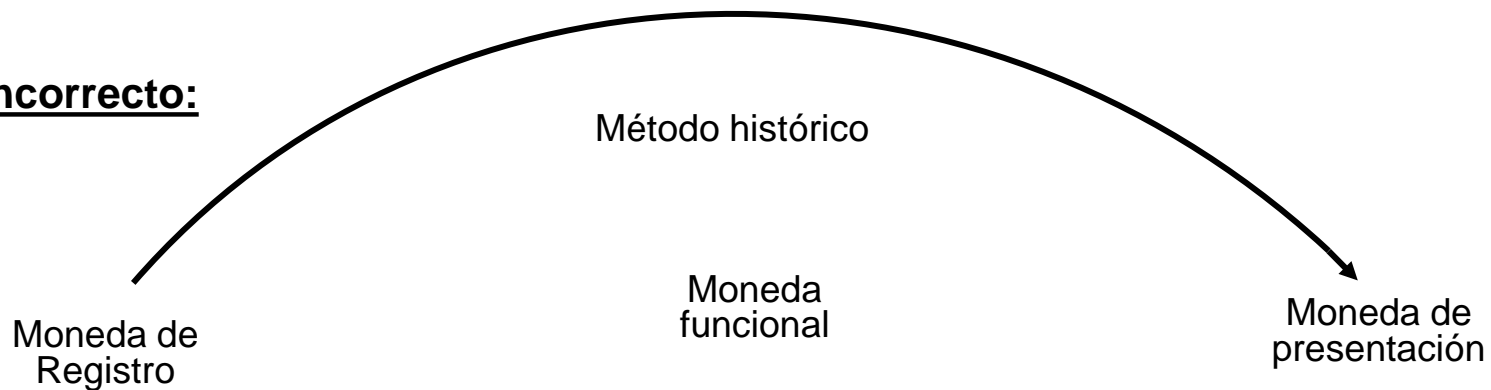 ncorrecto:
Método histórico
Moneda
funcional
Moneda de
Registro
Moneda de
presentación